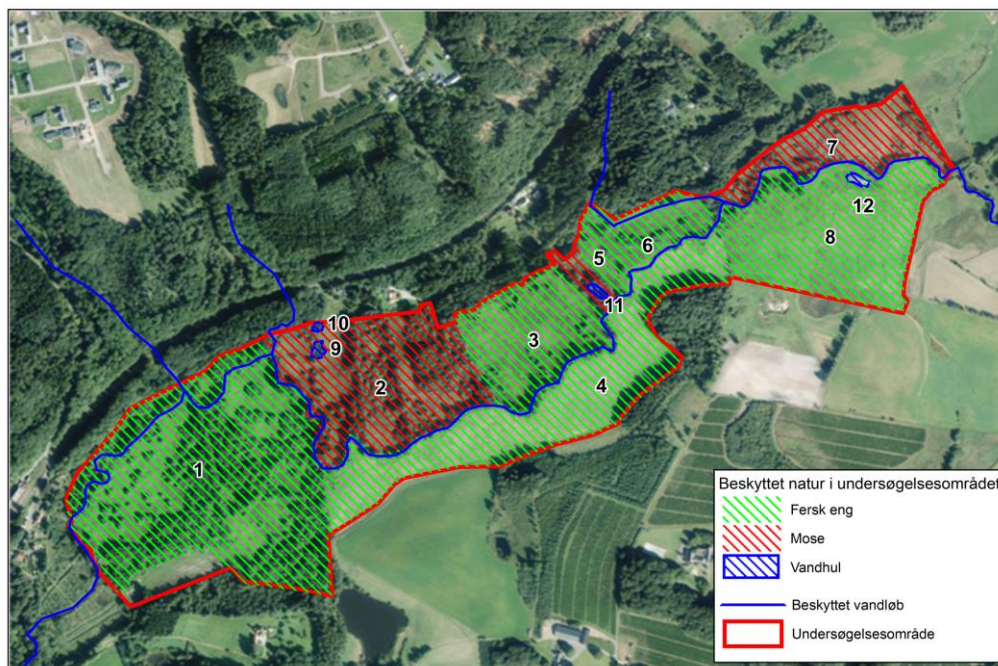 7
12
6
8
5
11
10
9
3
2
4
1
Beskyttet natur i undersøgelsesområdet
Fersk eng
Mose
Vandhul
Beskyttet vandløb
Undersøgelsesområde